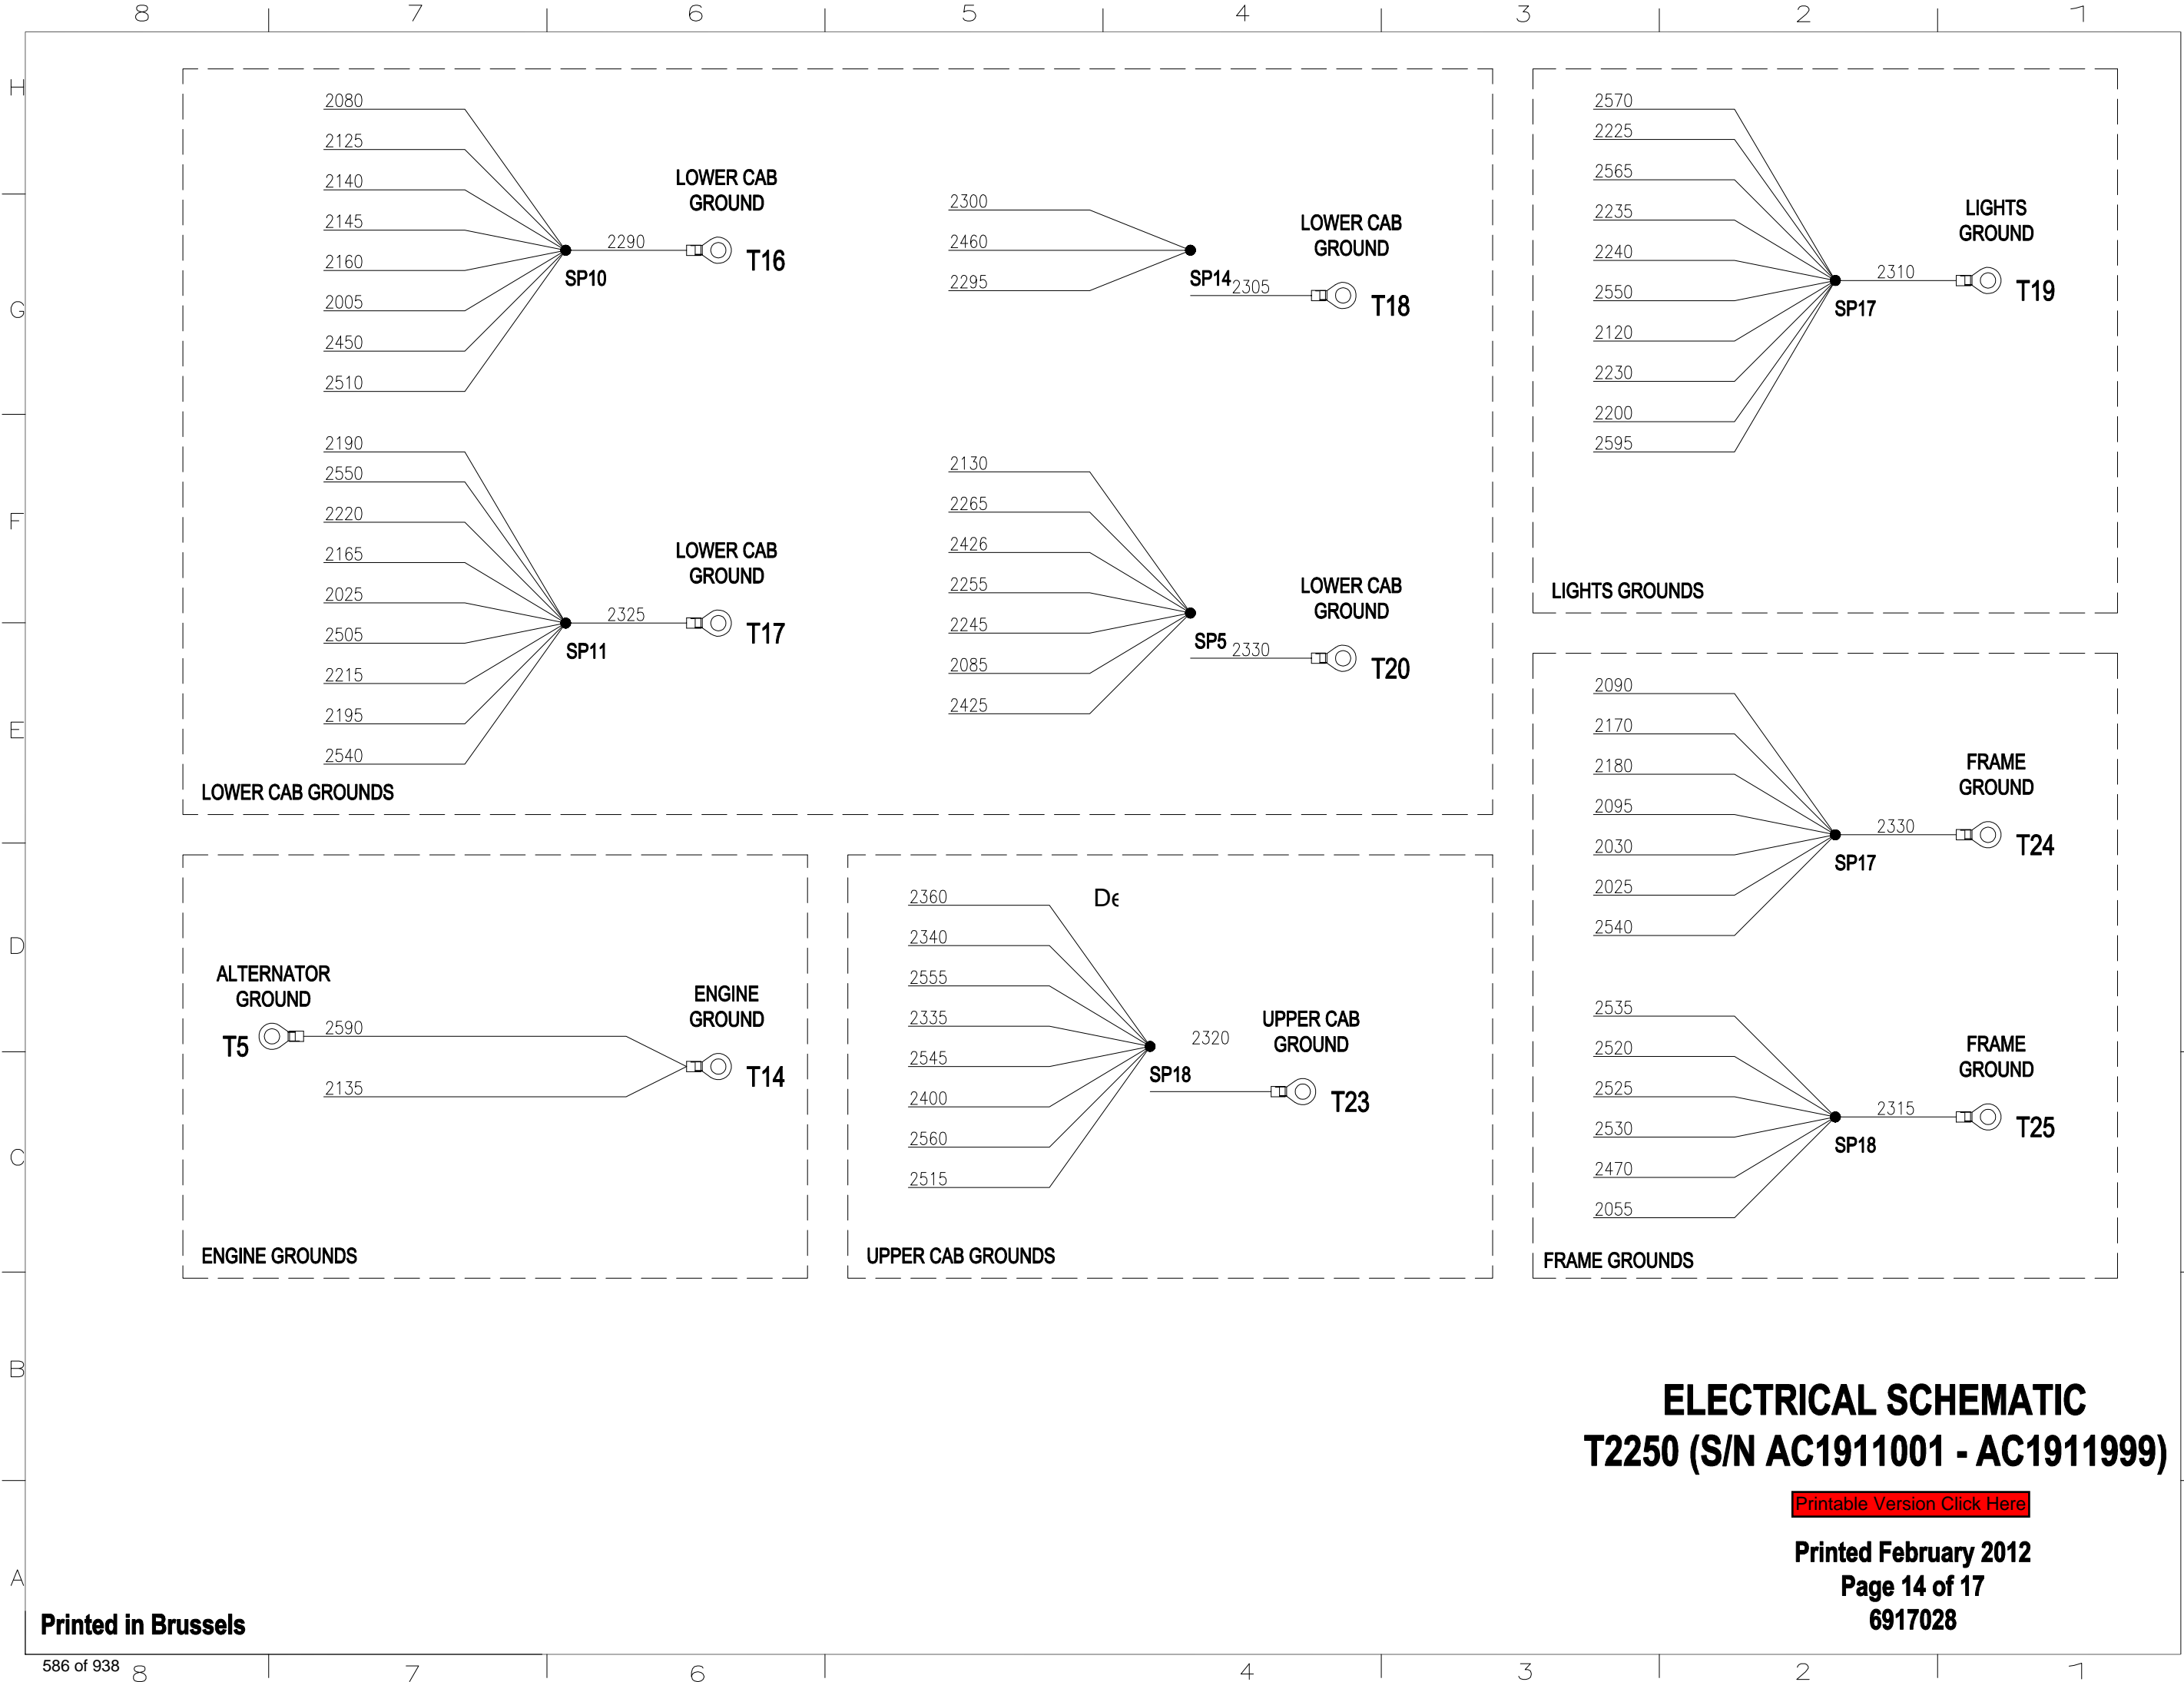 8 7 6 5 4 3 2 1
H
G
F
E
D
C
B
A
2080
2125
2140
2145
2160
2005
2450
2510
SP10
2290
LOWER CAB
GROUND
T16
2300
2460
2295
SP14
2305
LOWER CAB
GROUND
T18
2190
2550
2220
2165
2025
2505
2215
2195
2540
SP11
2325
LOWER CAB
GROUND
T17
2130
2265
2426
2255
2245
2085
2425
SP5
2330
LOWER CAB
GROUND
T20
LOWER CAB GROUNDS
2570
2225
2565
2235
2240
2550
2120
2230
2200
2595
SP17
2310
LIGHTS
GROUND
T19
LIGHTS GROUNDS
ALTERNATOR
GROUND
T5
2590
2135
ENGINE
GROUND
T14
ENGINE GROUNDS
2360
2340
2555
2335
2545
2400
2560
2515
SP18
2320
UPPER CAB
GROUND
T23
UPPER CAB GROUNDS
2090
2170
2180
2095
2030
2025
2540
SP17
2330
FRAME
GROUND
T24
2535
2520
2525
2530
2470
2055
SP18
2315
FRAME
GROUND
T25
FRAME GROUNDS
ELECTRICAL SCHEMATIC
T2250 (S/N AC1911001 - AC1911999)
Printable Version Click Here
Printed February 2012
Page 14 of 17
6917028
Printed in Brussels
586 of 938
8 7 6 4 3 2 1